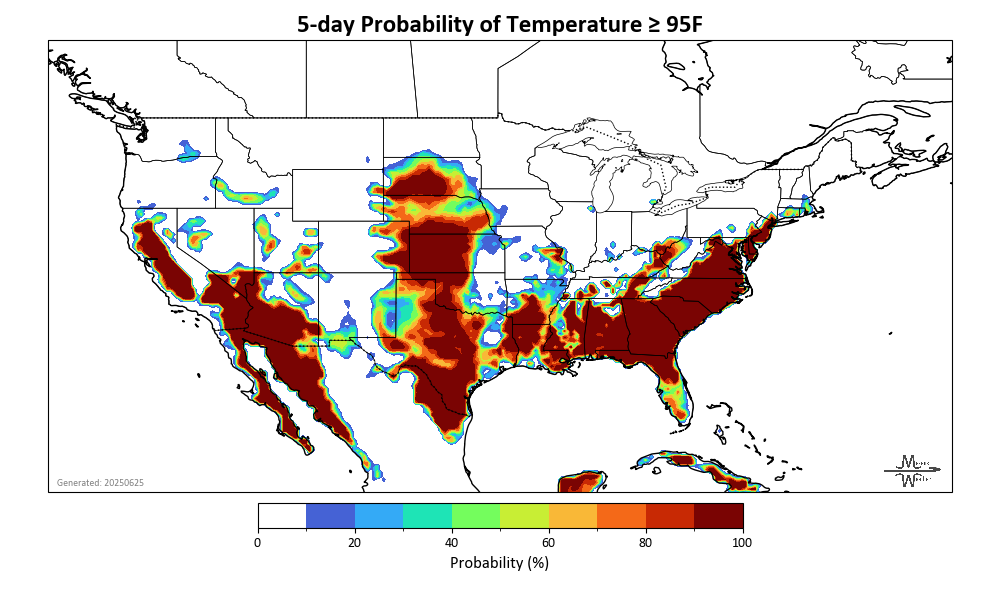 5-day Probability of Temperature ≥ 95F
Generated: 20250625
0 20 40 60 80 100
Probability (%)